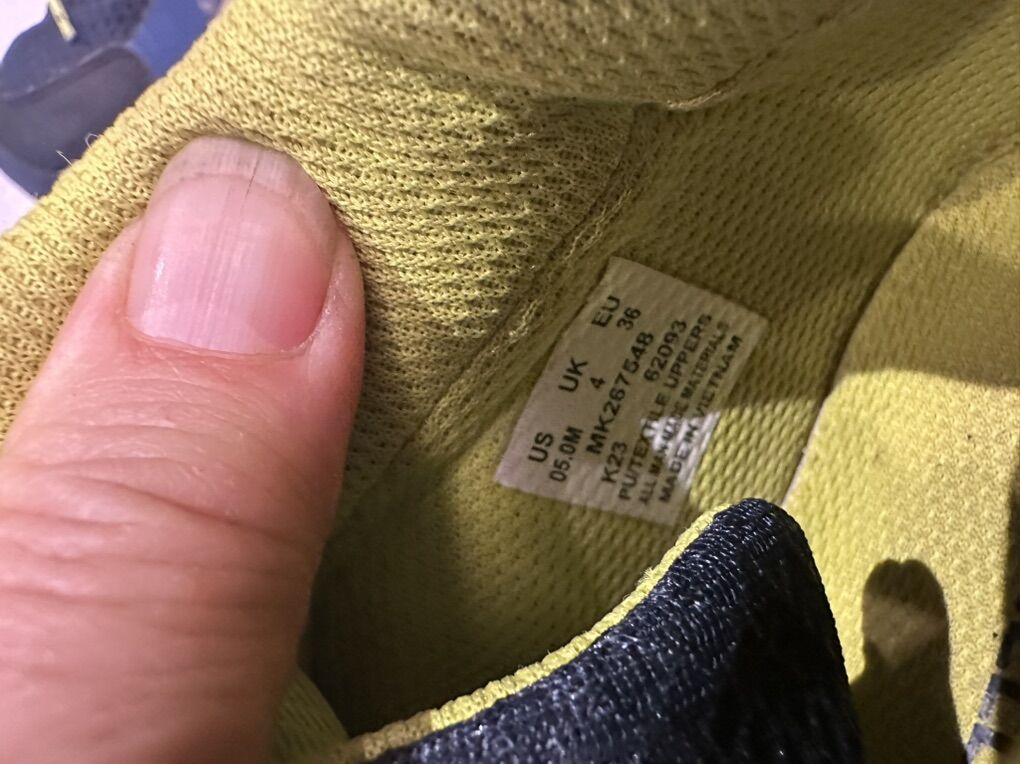 US UK EU
05.0M 4 36
MK267548
K23 62093
PU/TEXTILE UPPERS
ALL MAN-MADE MATERIALS
MADE IN VIETNAM